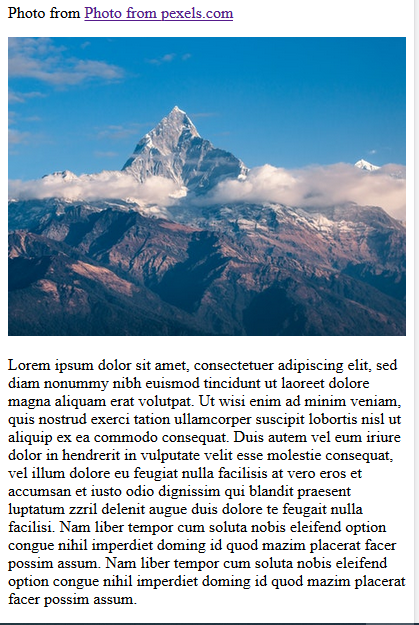 Photo from Photo from pexels.com
Lorem ipsum dolor sit amet, consectetuer adipiscing elit, sed
diam nonummy nibh euismod tincidunt ut laoreet dolore
magna aliquam erat volutpat. Ut wisi enim ad minim veniam,
quis nostrud exerci tation ullamcorper suscipit lobortis nisl ut
aliquip ex ea commodo consequat. Duis autem vel eum iriure
dolor in hendrerit in vulputate velit esse molestie consequat,
vel illum dolore eu feugiat nulla facilisis at vero eros et
accumsan et iusto odio dignissim qui blandit praesent
luptatum zzril delenit augue duis dolore te feugait nulla
facilisi. Nam liber tempor cum soluta nobis eleifend option
congue nihil imperdiet doming id quod mazim placerat facer
possim assum. Nam liber tempor cum soluta nobis eleifend
option congue nihil imperdiet doming id quod mazim placerat
facer possim assum.